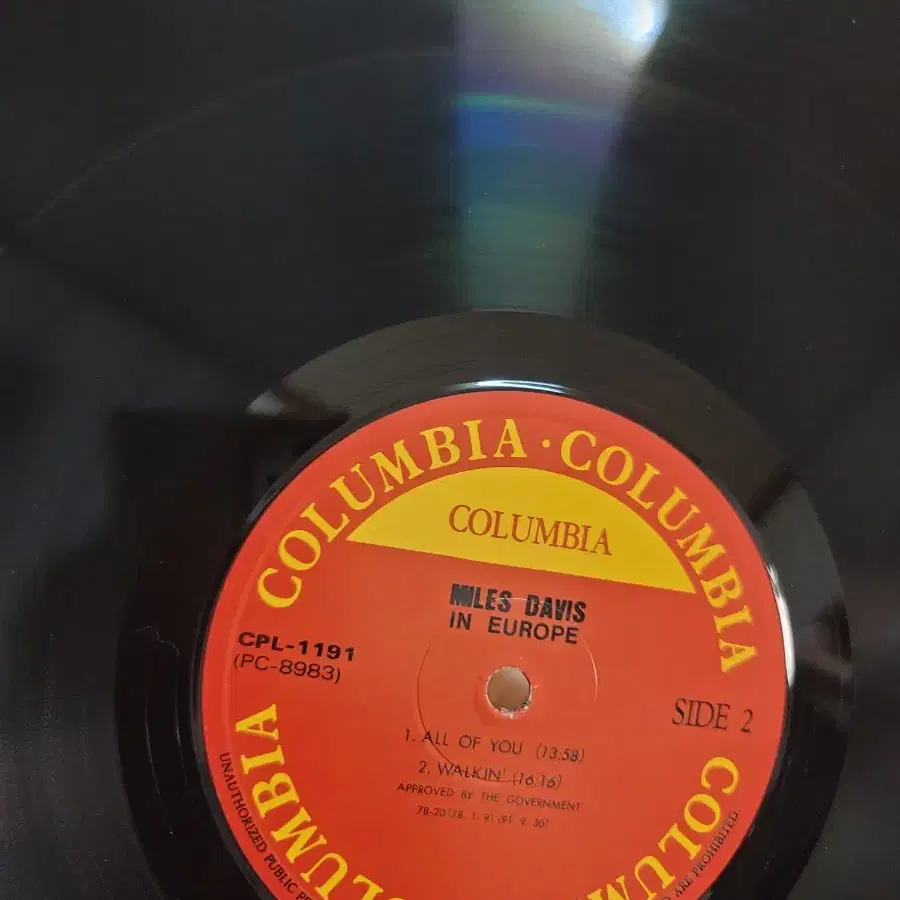 COLUMBIA · COLUMBIA
COLUMBIA
MILES DAVIS
IN EUROPE
CPL-1191
(PC-8983)
SIDE 2
1. ALL OF YOU (13:58)
2. WALKIN' (16:16)
APPROVED BY THE GOVERNMENT
78-20 (78. 1. 9) (91. 9. 30)
UNAUTHORIZED PUBLIC
ARE PROHIBITED.